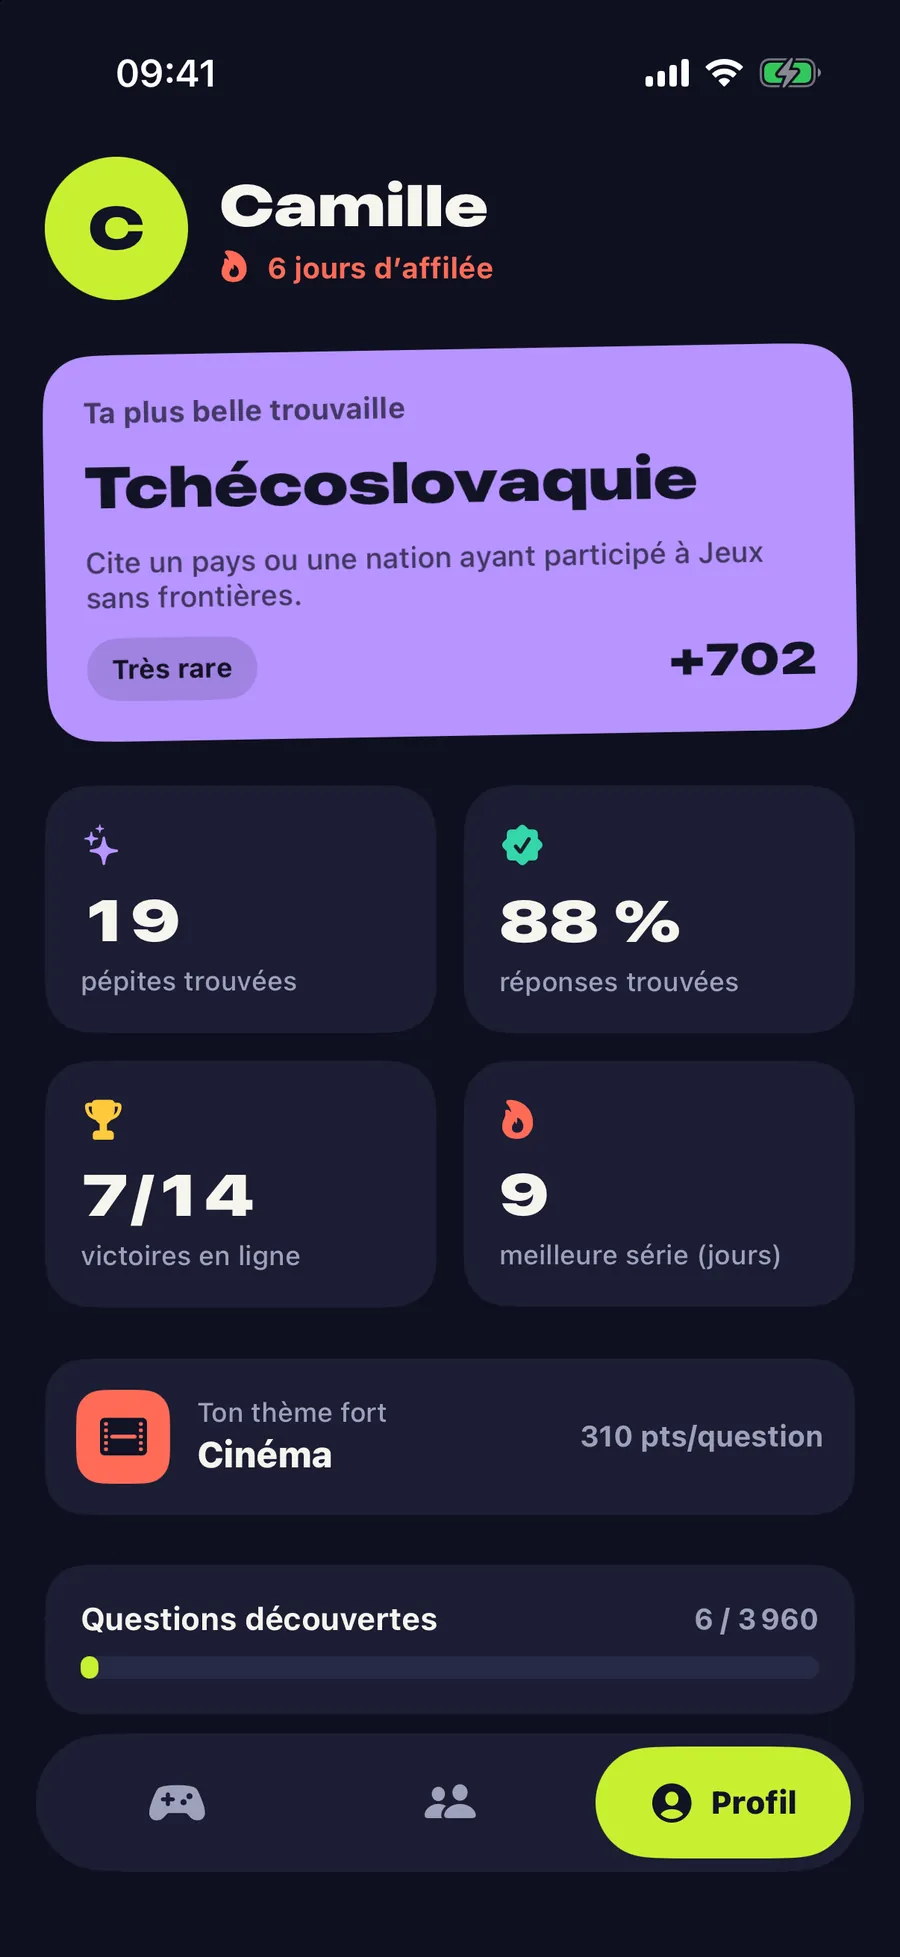 09:41
C
Camille
6 jours d’affilée
Ta plus belle trouvaille
Tchécoslovaquie
Cite un pays ou une nation ayant participé à Jeux
sans frontières.
Très rare
+702
19
pépites trouvées
88 %
réponses trouvées
7/14
victoires en ligne
9
meilleure série (jours)
Ton thème fort
Cinéma
310 pts/question
Questions découvertes
6 / 3 960
Profil